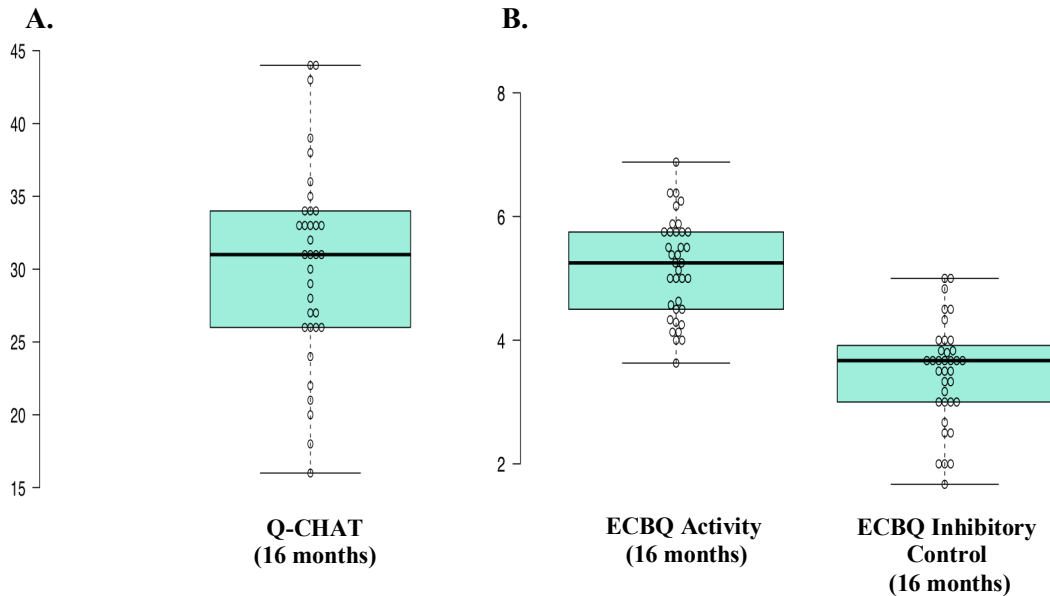 A.
45
40
35
30
25
20
15
Q-CHAT
(16 months)
B.
8
6
4
2
ECBQ Activity
(16 months)
ECBQ Inhibitory
Control
(16 months)